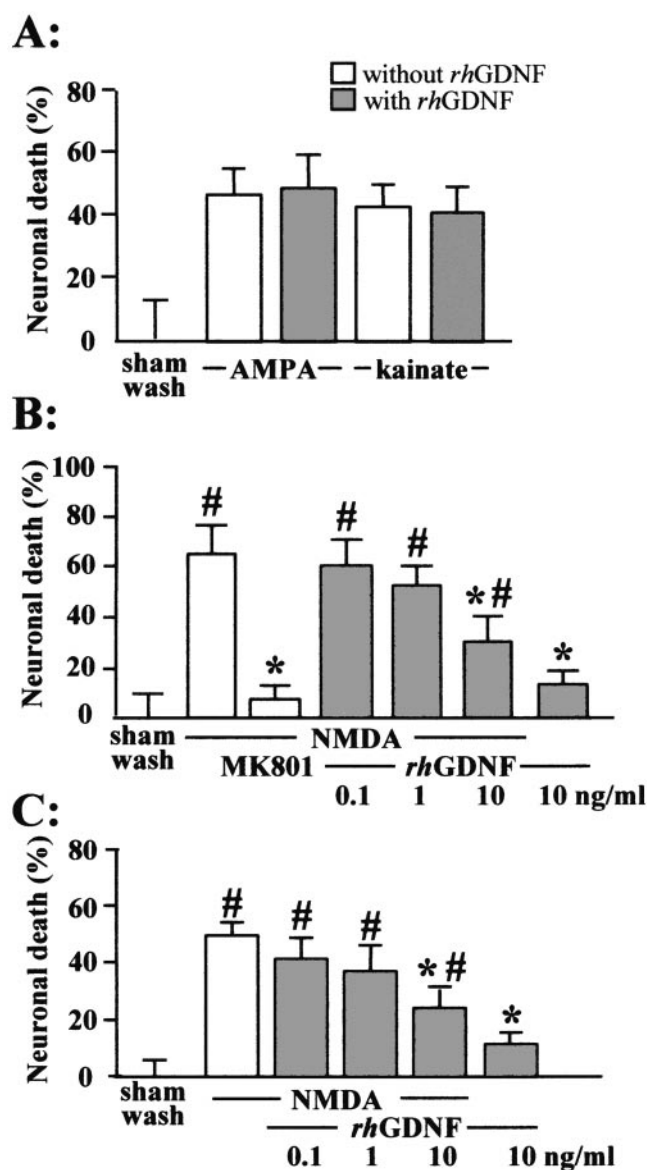 A:
without rhGDNF
with rhGDNF
Neuronal death (%)
80
60
40
20
0
sham
wash
AMPA
kainate
B:
Neuronal death (%)
100
80
60
40
20
0
#
*
#
#
*#
*
sham
wash
NMDA
MK801
rhGDNF
0.1
1
10
10 ng/ml
C:
Neuronal death (%)
80
60
40
20
0
#
#
#
*#
*
sham
wash
NMDA
rhGDNF
0.1
1
10
10 ng/ml